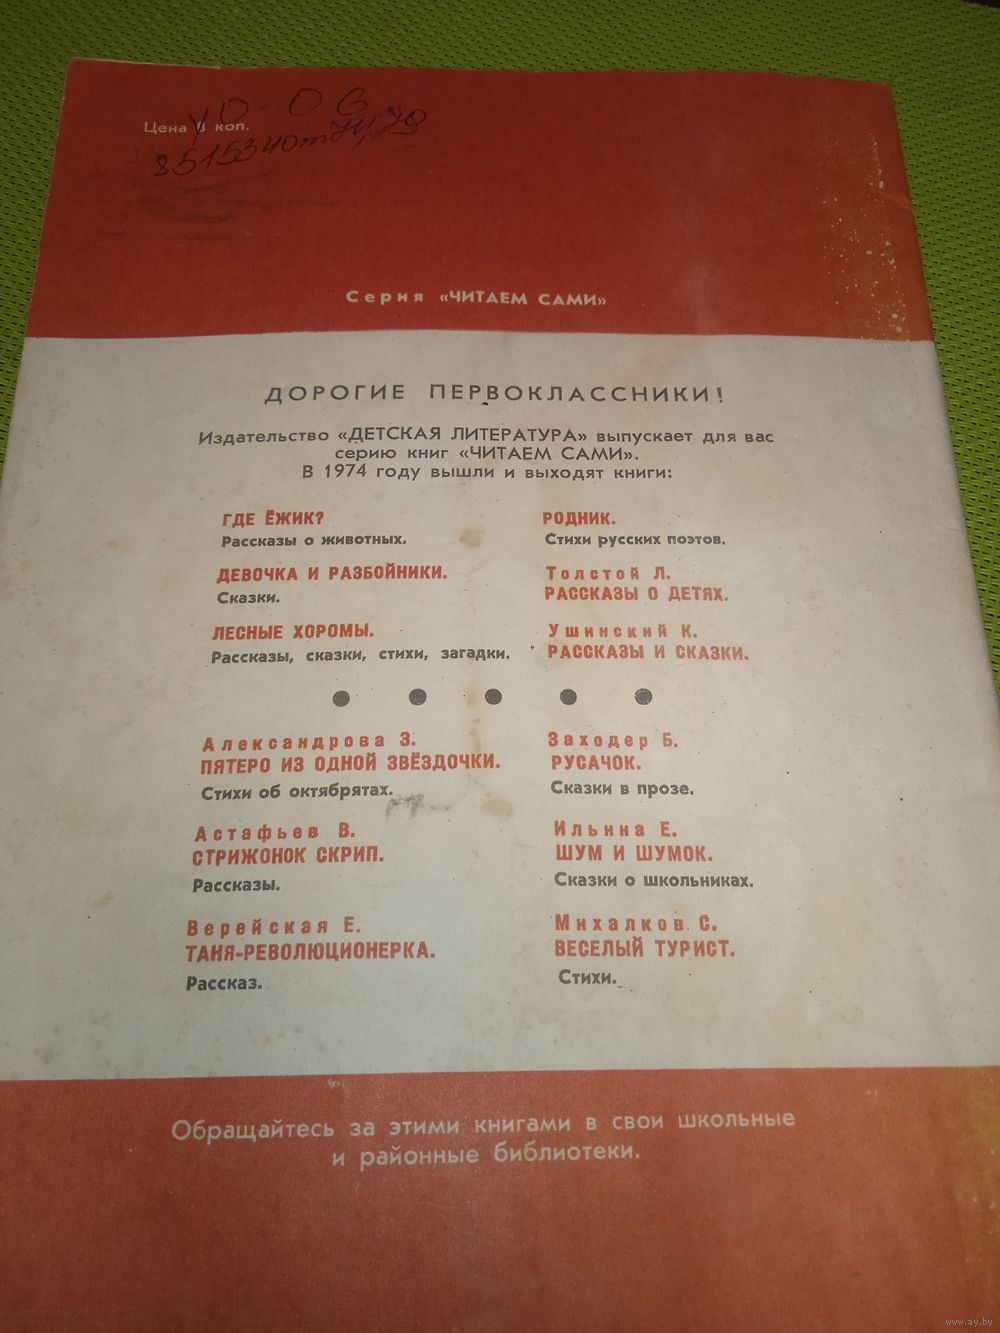 Цена 8 коп.
Серия «ЧИТАЕМ САМИ»
ДОРОГИЕ ПЕРВОКЛАССНИКИ!
Издательство «ДЕТСКАЯ ЛИТЕРАТУРА» выпускает для вас
серию книг «ЧИТАЕМ САМИ».
В 1974 году вышли и выходят книги:
ГДЕ ЁЖИК?
Рассказы о животных.
ДЕВОЧКА И РАЗБОЙНИКИ.
Сказки.
ЛЕСНЫЕ ХОРОМЫ.
Рассказы, сказки, стихи, загадки.
РОДНИК.
Стихи русских поэтов.
Толстой Л.
РАССКАЗЫ О ДЕТЯХ.
Ушинский К.
РАССКАЗЫ И СКАЗКИ.
Александрова З.
ПЯТЕРО ИЗ ОДНОЙ ЗВЁЗДОЧКИ.
Стихи об октябрятах.
Астафьев В.
СТРИЖОНОК СКРИП.
Рассказы.
Верейская Е.
ТАНЯ-РЕВОЛЮЦИОНЕРКА.
Рассказ.
Заходер Б.
РУСАЧОК.
Сказки в прозе.
Ильина Е.
ШУМ И ШУМОК.
Сказки о школьниках.
Михалков С.
ВЕСЕЛЫЙ ТУРИСТ.
Стихи.
Обращайтесь за этими книгами в свои школьные
и районные библиотеки.
www.ay.by